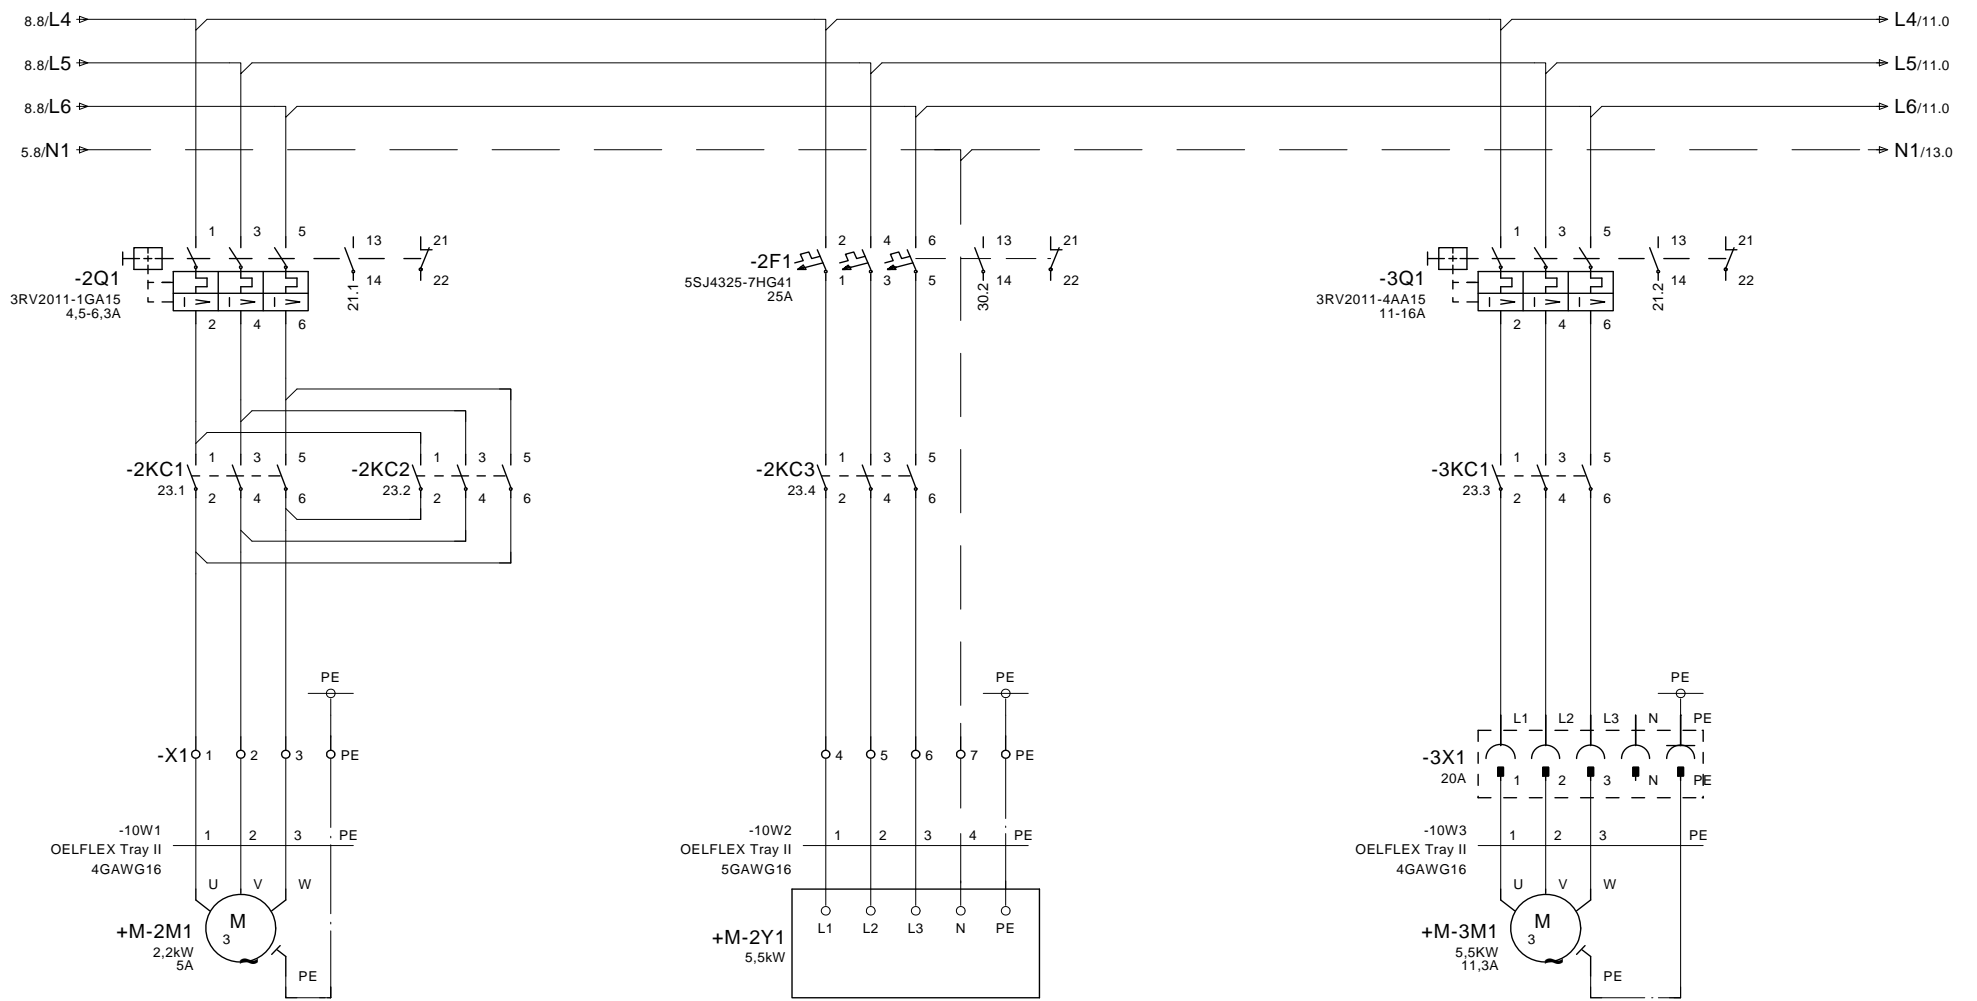 8.8/L4
L4/11.0
8.8/L5
L5/11.0
8.8/L6
L6/11.0
5.8/N1
N1/13.0
1 3 5 13 21
-2Q1
3RV2011-1GA15
4,5-6,3A
I > I > I >
14 22
21.1
2 4 6
2 4 6 13 21
-2F1
5SJ4325-7HG41
25A
1 3 5 14 22
30.2
1 3 5 13 21
-3Q1
3RV2011-4AA15
11-16A
I > I > I >
14 22
21.2
2 4 6
1 3 5
-2KC1
23.1
2 4 6
1 3 5
-2KC2
23.2
2 4 6
1 3 5
-2KC3
23.4
2 4 6
1 3 5
-3KC1
23.3
2 4 6
PE
-X1 1 2 3 PE
PE
4 5 6 7 PE
PE
L1 L2 L3 N PE
-3X1
20A
1 2 3 N PE
-10W1
OELFLEX Tray II
4GAWG16
1 2 3 PE
-10W2
OELFLEX Tray II
5GAWG16
1 2 3 4 PE
-10W3
OELFLEX Tray II
4GAWG16
1 2 3 PE
U V W
M
3
+M-2M1
2,2kW
5A
PE
L1 L2 L3 N PE
+M-2Y1
5,5kW
U V W
M
3
+M-3M1
5,5KW
11,3A
PE